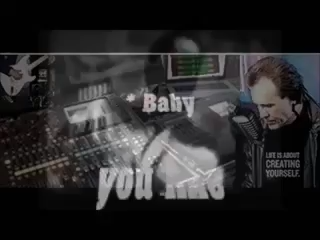 * Baby
you like
LIFE IS ABOUT
CREATING
YOURSELF.